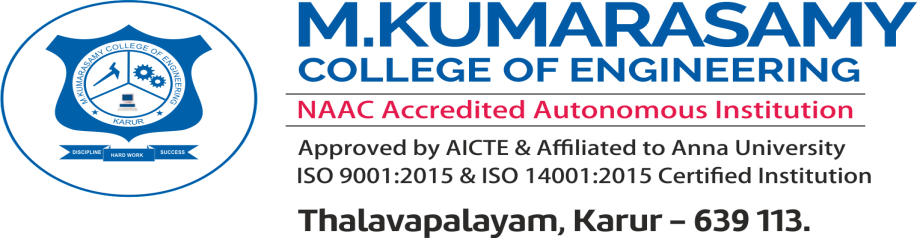 M.KUMARASAMY COLLEGE OF ENGINEERING
KARUR
DISCIPLINE HARD WORK SUCCESS
M.KUMARASAMY
COLLEGE OF ENGINEERING
NAAC Accredited Autonomous Institution
Approved by AICTE & Affiliated to Anna University
ISO 9001:2015 & ISO 14001:2015 Certified Institution
Thalavapalayam, Karur – 639 113.